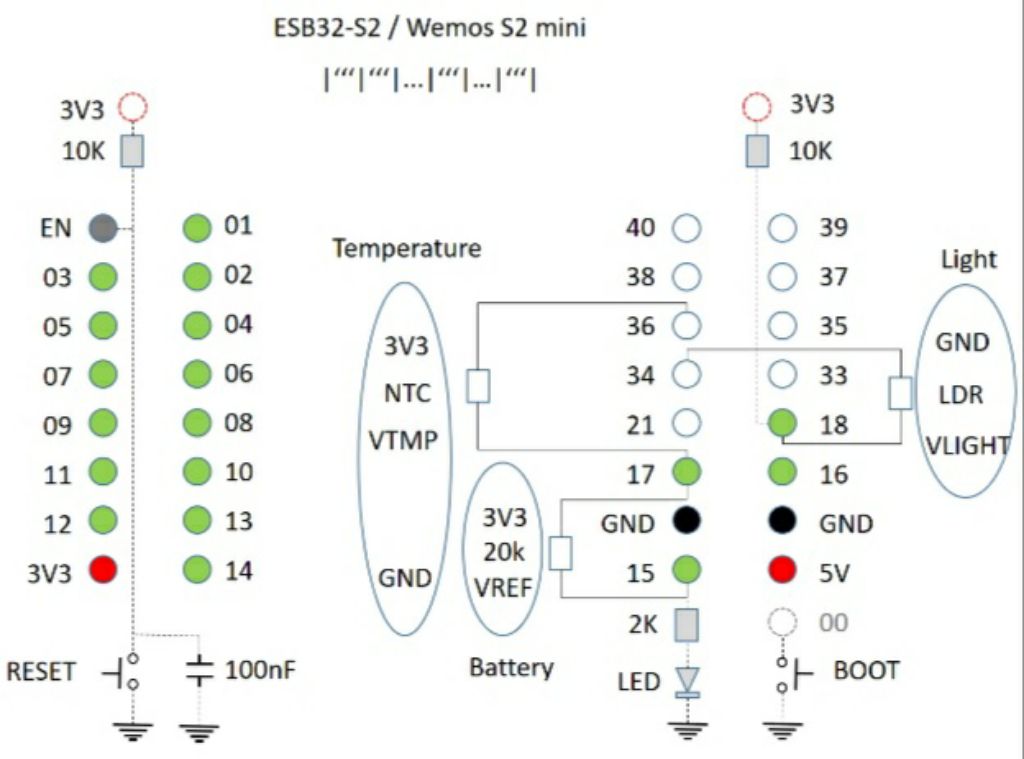 ESB32-S2 / Wemos S2 mini
|‘‘‘|‘‘‘|...|‘‘‘|...|‘‘‘|
3V3
10K
EN
01
03
02
05
04
07
06
09
08
11
10
12
13
3V3
14
RESET
100nF
Temperature
3V3
NTC
VTMP
GND
3V3
20k
VREF
Battery
3V3
10K
40
39
38
37
36
35
34
33
21
18
17
16
GND
GND
15
5V
2K
00
LED
BOOT
Light
GND
LDR
VLIGHT